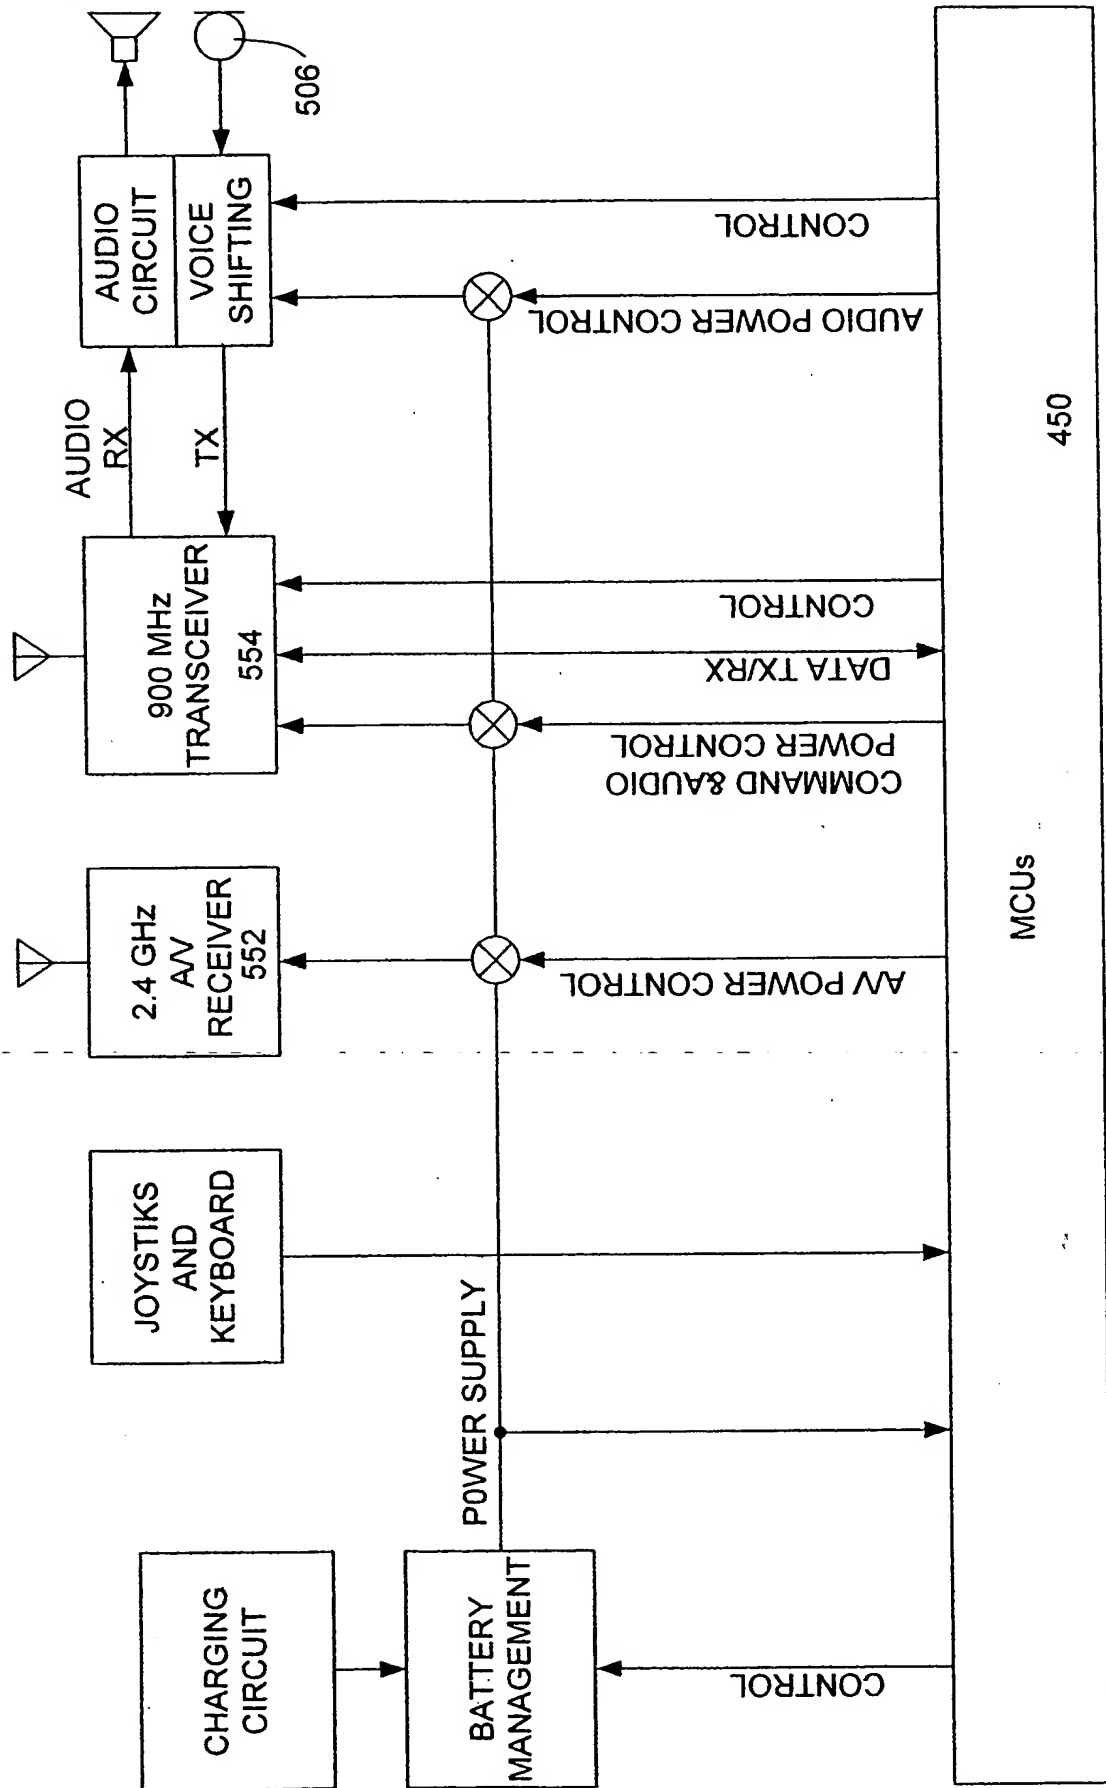 CHARGING
CIRCUIT
BATTERY
MANAGEMENT
CONTROL
P0WER SUPPLY
JOYSTIKS
AND
KEYBOARD
2.4 GHz
A/V
RECEIVER
552
A/V POWER CONTROL
900 MHz
TRANSCEIVER
554
COMMAND &AUDIO
POWER CONTROL
DATA TX/RX
CONTROL
AUDIO
RX
TX
AUDIO
CIRCUIT
VOICE
SHIFTING
506
AUDIO POWER CONTROL
CONTROL
MCUs
450